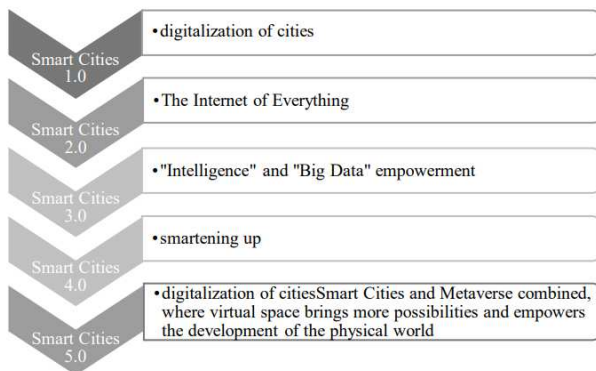 Smart Cities
1.0
•digitalization of cities
Smart Cities
2.0
•The Internet of Everything
Smart Cities
3.0
•"Intelligence" and "Big Data" empowerment
Smart Cities
4.0
•smartening up
Smart Cities
5.0
•digitalization of citiesSmart Cities and Metaverse combined,
where virtual space brings more possibilities and empowers
the development of the physical world